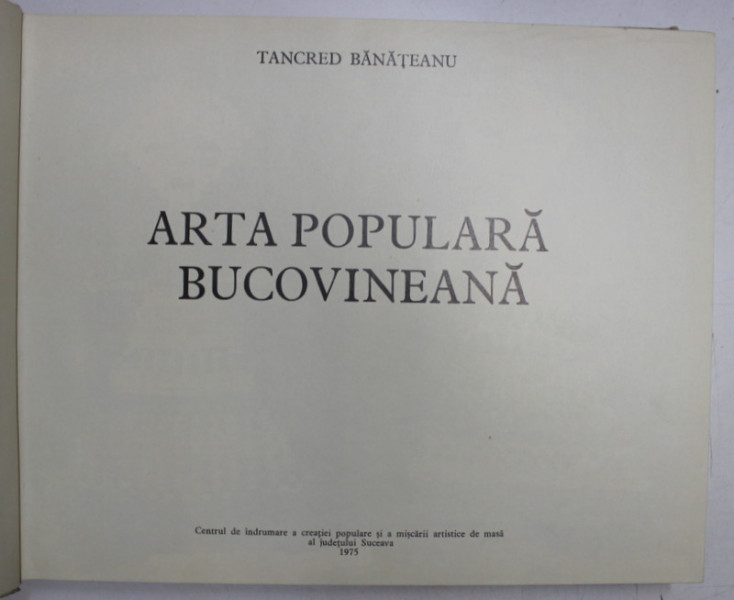 TANCRED BĂNĂȚEANU
ARTA POPULARĂ
BUCOVINEANĂ
Centrul de îndrumare a creației populare și a mișcării artistice de masă
al județului Suceava
1975